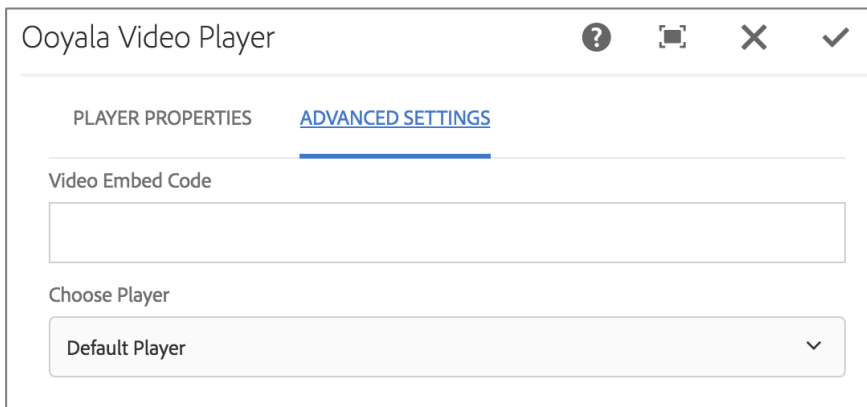 Ooyala Video Player
PLAYER PROPERTIES ADVANCED SETTINGS
Video Embed Code
Choose Player
Default Player